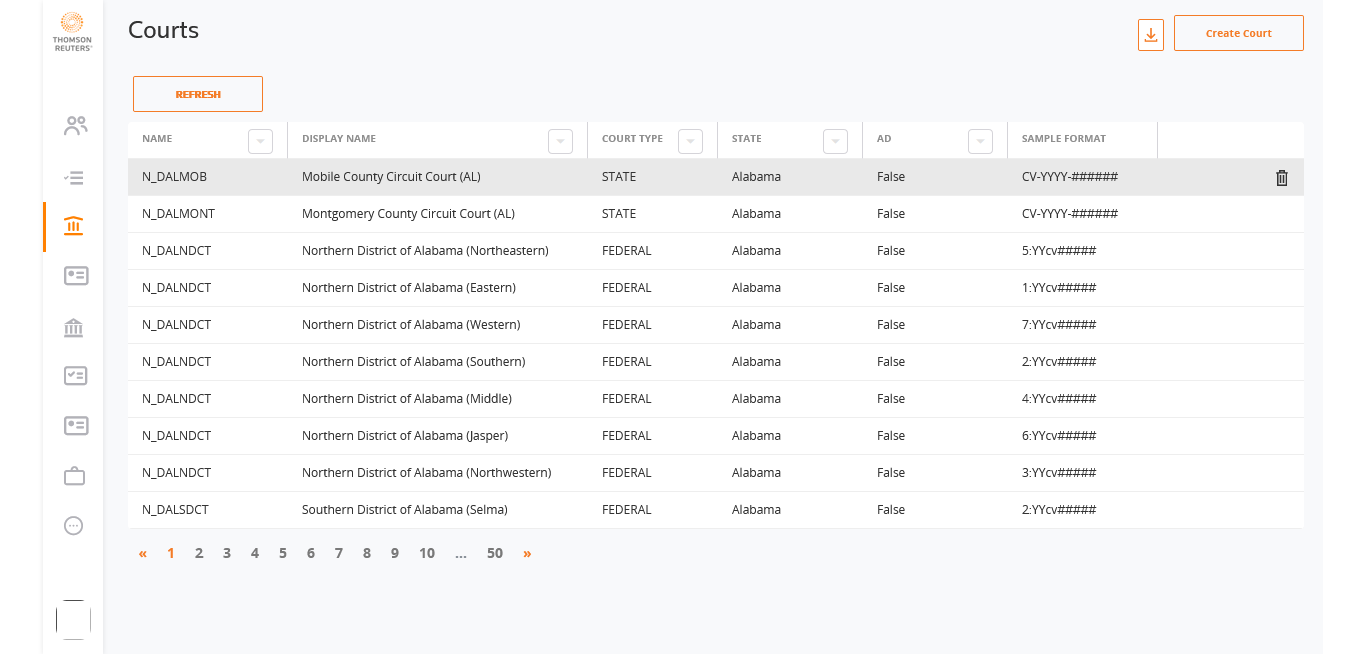 THOMSON
REUTERS®
Courts
Create Court
REFRESH
NAME DISPLAY NAME COURT TYPE STATE AD SAMPLE FORMAT
N_DALMOB Mobile County Circuit Court (AL) STATE Alabama False CV-YYYY-######
N_DALMONT Montgomery County Circuit Court (AL) STATE Alabama False CV-YYYY-######
N_DALNDCT Northern District of Alabama (Northeastern) FEDERAL Alabama False 5:YYcv#####
N_DALNDCT Northern District of Alabama (Eastern) FEDERAL Alabama False 1:YYcv#####
N_DALNDCT Northern District of Alabama (Western) FEDERAL Alabama False 7:YYcv#####
N_DALNDCT Northern District of Alabama (Southern) FEDERAL Alabama False 2:YYcv#####
N_DALNDCT Northern District of Alabama (Middle) FEDERAL Alabama False 4:YYcv#####
N_DALNDCT Northern District of Alabama (Jasper) FEDERAL Alabama False 6:YYcv#####
N_DALNDCT Northern District of Alabama (Northwestern) FEDERAL Alabama False 3:YYcv#####
N_DALSDCT Southern District of Alabama (Selma) FEDERAL Alabama False 2:YYcv#####
« 1 2 3 4 5 6 7 8 9 10 ... 50 »